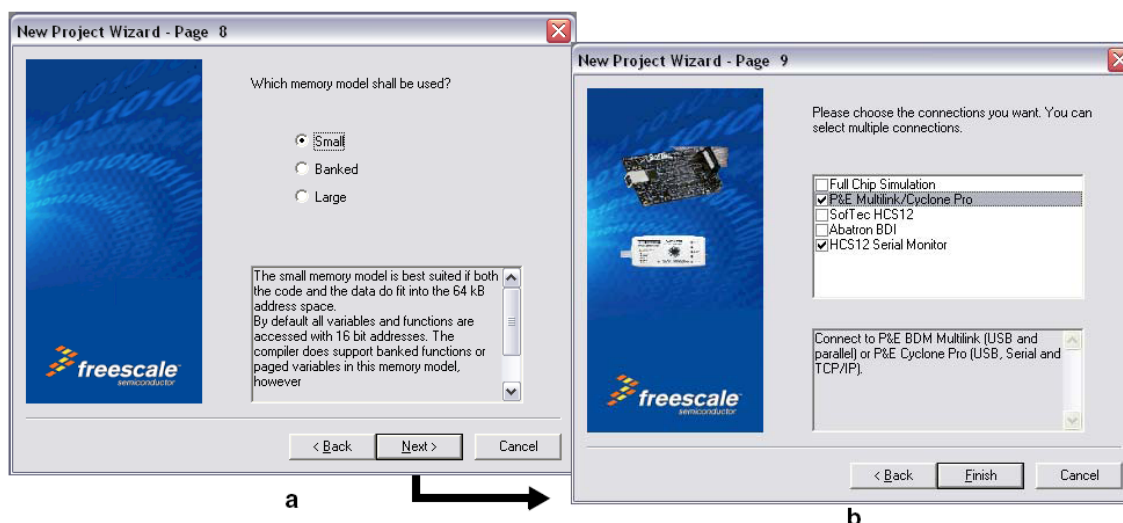 New Project Wizard - Page 8
Which memory model shall be used?
Small
Banked
Large
The small memory model is best suited if both
the code and the data do fit into the 64 kB
address space.
By default all variables and functions are
accessed with 16 bit addresses. The
compiler does support banked functions or
paged variables in this memory model,
however
freescale
semiconductor
< Back
Next >
Cancel
a
New Project Wizard - Page 9
Please choose the connections you want. You can
select multiple connections.
Full Chip Simulation
P&E Multilink/Cyclone Pro
SofTec HCS12
Abatron BDI
HCS12 Serial Monitor
Connect to P&E BDM Multilink (USB and
parallel) or P&E Cyclone Pro (USB, Serial and
TCP/IP).
freescale
semiconductor
< Back
Finish
Cancel
b